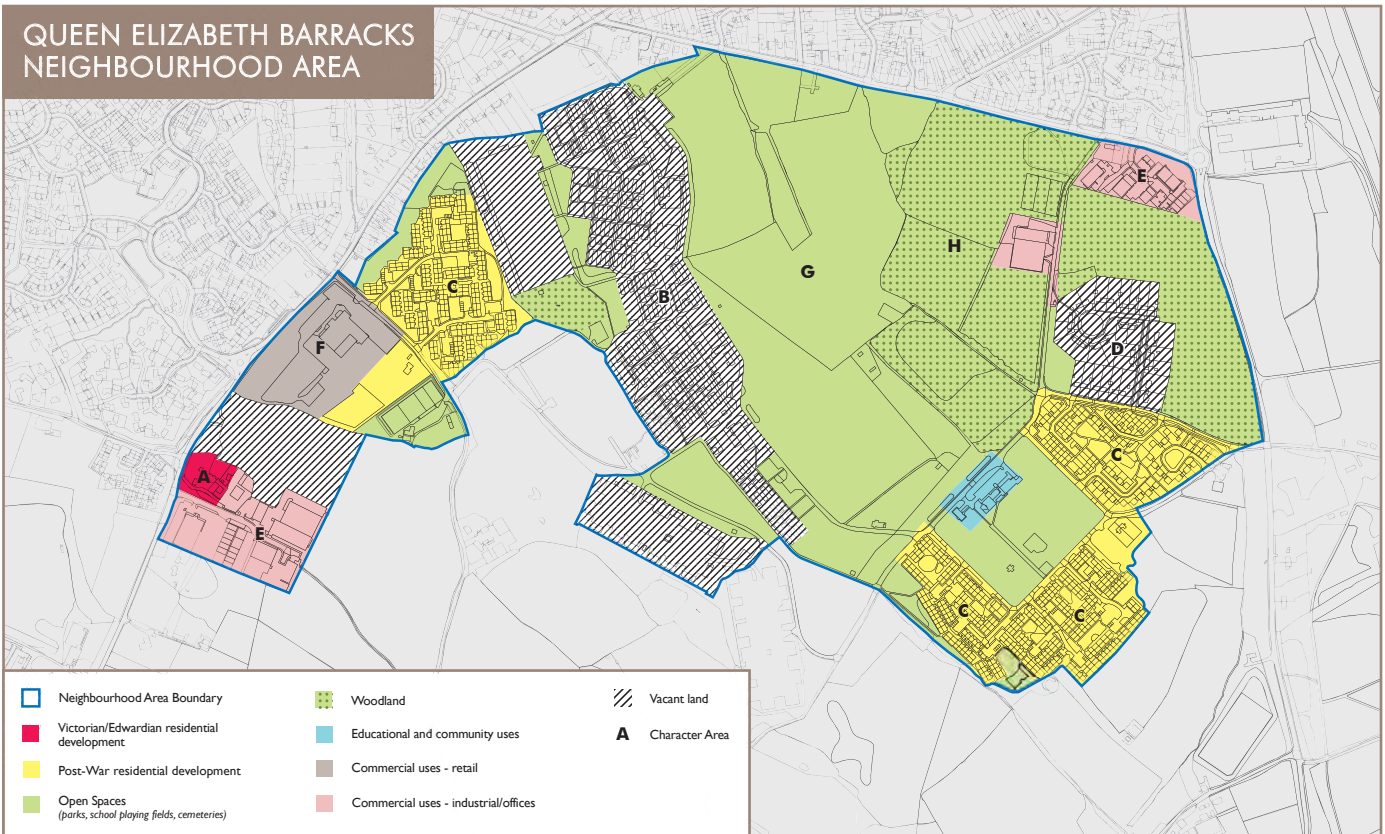 QUEEN ELIZABETH BARRACKS
NEIGHBOURHOOD AREA
E
H
G
C
B
D
F
C
A
E
C
C
Neighbourhood Area Boundary
Victorian/Edwardian residential
development
Post-War residential development
Open Spaces
(parks, school playing fields, cemeteries)
Woodland
Educational and community uses
Commercial uses - retail
Commercial uses - industrial/offices
Vacant land
A Character Area